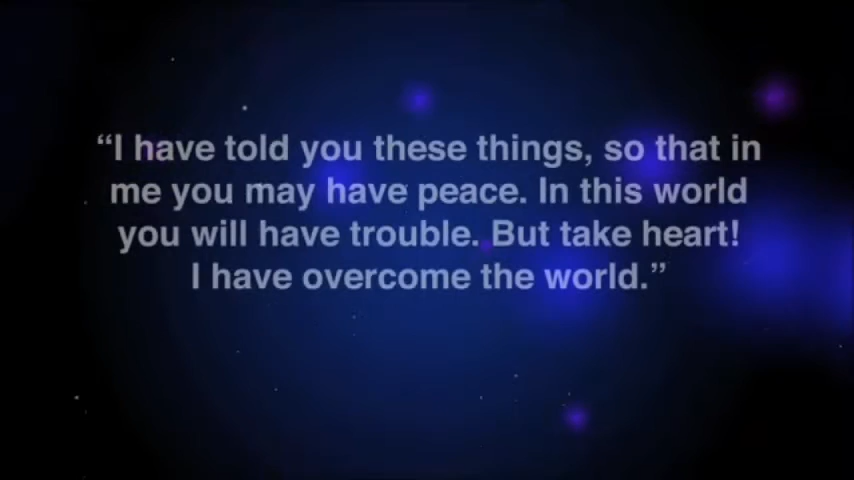 “I have told you these things, so that in
me you may have peace. In this world
you will have trouble. But take heart!
I have overcome the world.”